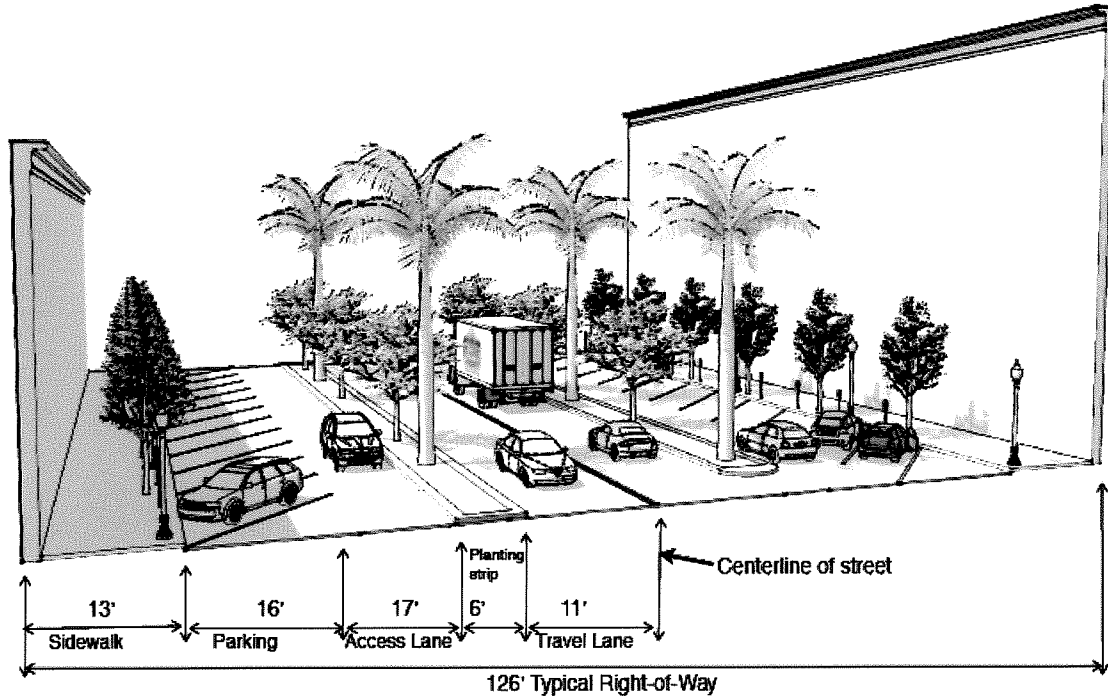 Planting
strip
Centerline of street
13' 16' 17' 6' 11'
Sidewalk Parking Access Lane Travel Lane
126' Typical Right-of-Way